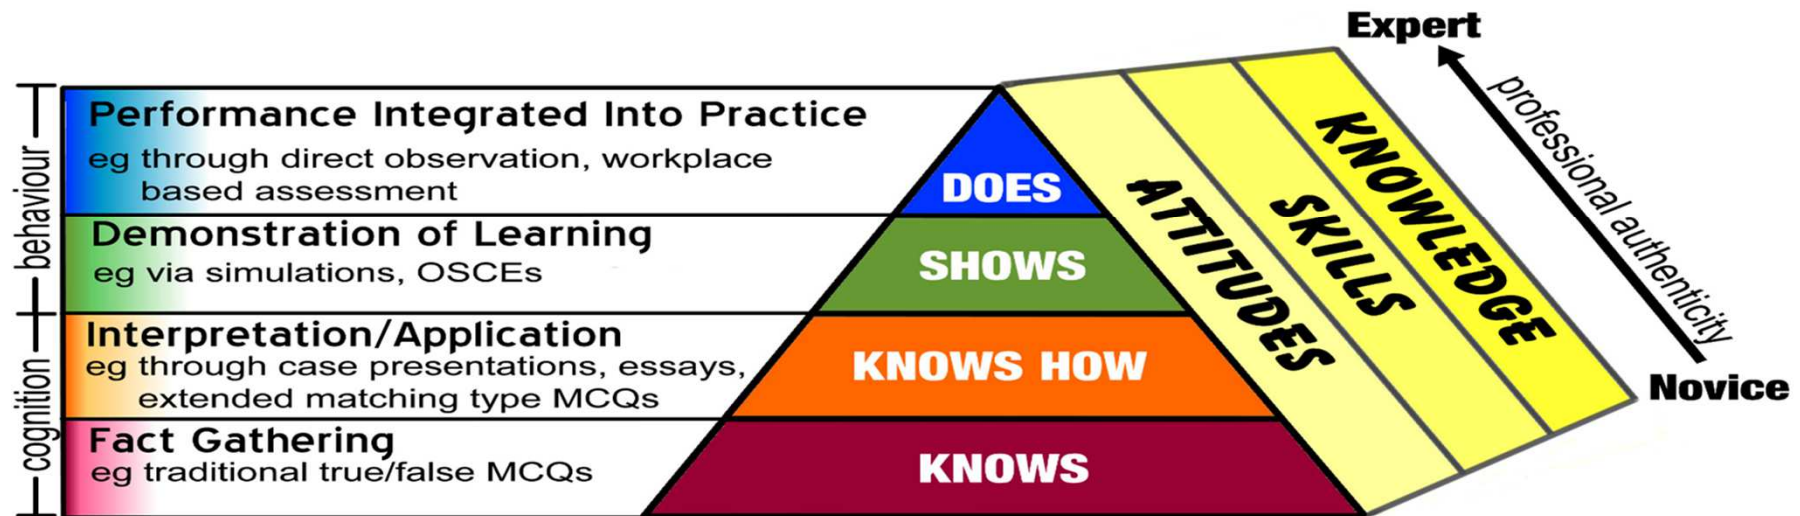 Performance Integrated Into Practice
eg through direct observation, workplace
based assessment
Demonstration of Learning
eg via simulations, OSCEs
Interpretation/Application
eg through case presentations, essays,
extended matching type MCQs
Fact Gathering
eg traditional true/false MCQs
behaviour
cognition
DOES
SHOWS
KNOWS HOW
KNOWS
ATTITUDES
SKILLS
KNOWLEDGE
Expert
professional authenticity
Novice